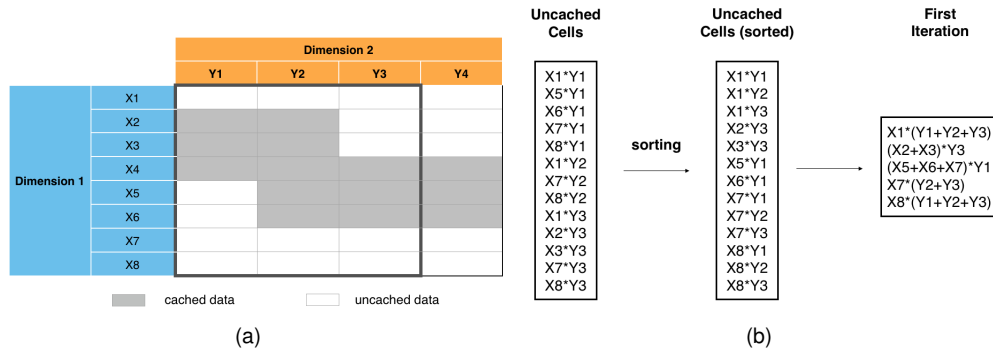 Dimension 2
Y1 Y2 Y3 Y4
Dimension 1
X1
X2
X3
X4
X5
X6
X7
X8
cached data
uncached data
(a)
Uncached
Cells
X1*Y1
X5*Y1
X6*Y1
X7*Y1
X8*Y1
X1*Y2
X7*Y2
X8*Y2
X1*Y3
X2*Y3
X3*Y3
X7*Y3
X8*Y3
sorting
Uncached
Cells (sorted)
X1*Y1
X1*Y2
X1*Y3
X2*Y3
X3*Y3
X5*Y1
X6*Y1
X7*Y1
X7*Y2
X7*Y3
X8*Y1
X8*Y2
X8*Y3
First
Iteration
X1*(Y1+Y2+Y3)
(X2+X3)*Y3
(X5+X6+X7)*Y1
X7*(Y2+Y3)
X8*(Y1+Y2+Y3)
(b)